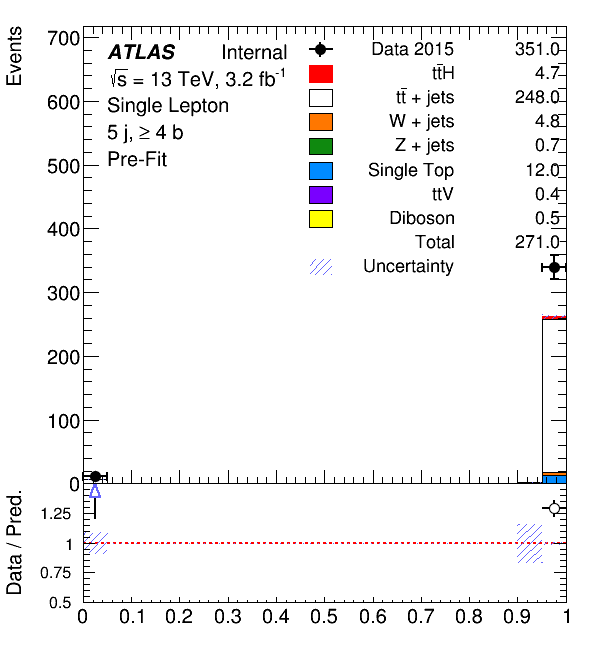 ATLAS Internal
√s = 13 TeV, 3.2 fb⁻¹
Single Lepton
5 j, ≥ 4 b
Pre-Fit
Data 2015 351.0
tt̄H 4.7
tt̄ + jets 248.0
W + jets 4.8
Z + jets 0.7
Single Top 12.0
ttV 0.4
Diboson 0.5
Total 271.0
Uncertainty
Events
700
600
500
400
300
200
100
0
Data / Pred.
1.25
1
0.75
0.5
0 0.1 0.2 0.3 0.4 0.5 0.6 0.7 0.8 0.9 1